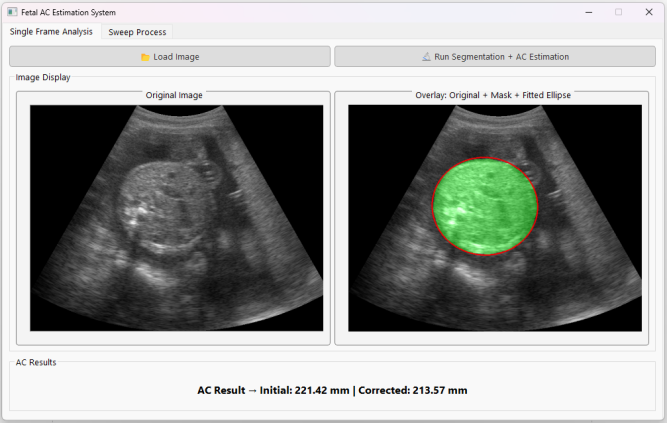 Fetal AC Estimation System
Single Frame Analysis Sweep Process
📁 Load Image 🔬 Run Segmentation + AC Estimation
Image Display
Original Image Overlay: Original + Mask + Fitted Ellipse
AC Results
AC Result → Initial: 221.42 mm | Corrected: 213.57 mm